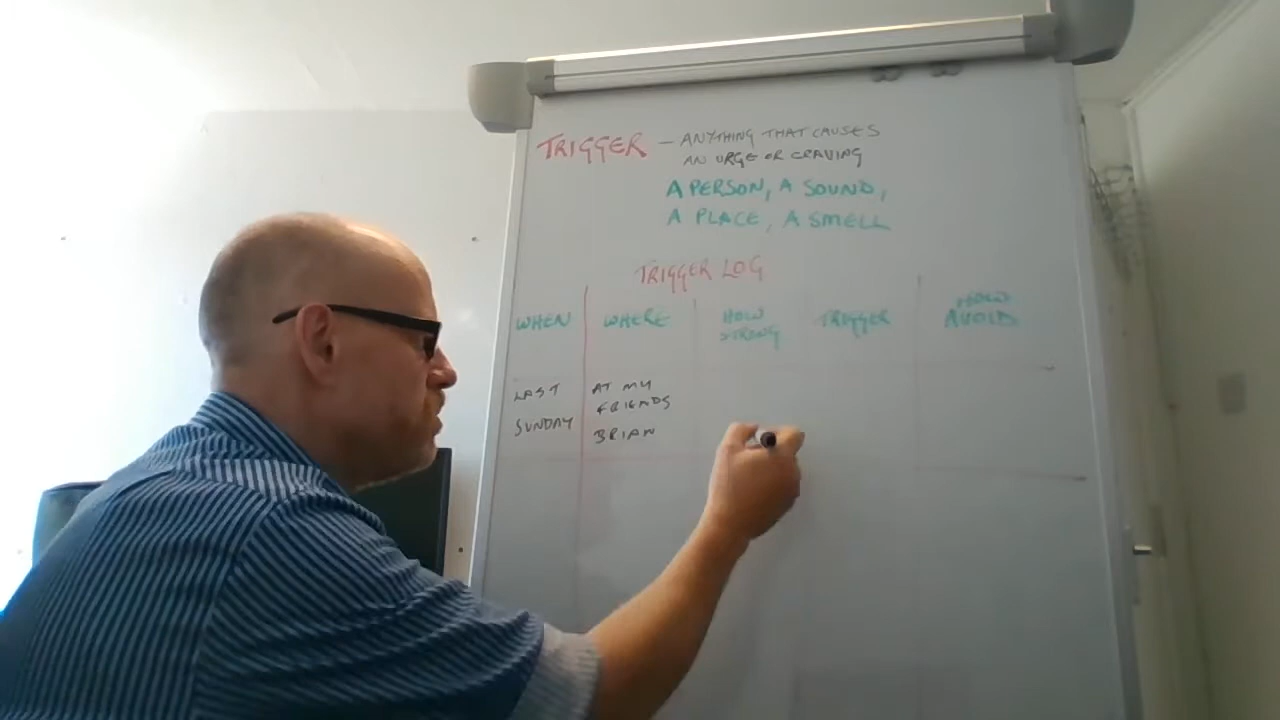 TRIGGER – ANYTHING THAT CAUSES
AN URGE OR CRAVING
A PERSON, A SOUND,
A PLACE, A SMELL
TRIGGER LOG
WHEN WHERE HOW STRONG TRIGGER HOW AVOID
LAST SUNDAY
AT MY
FRIENDS
BRIAN